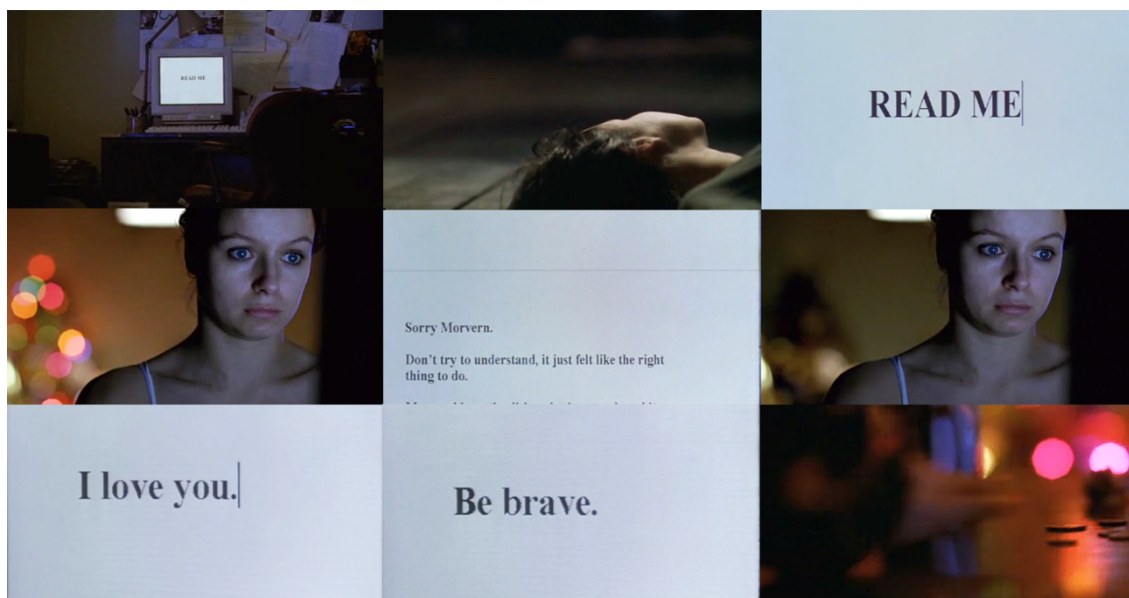 READ ME
READ ME
Sorry Morvern.
Don't try to understand, it just felt like the right
thing to do.
I love you.
Be brave.